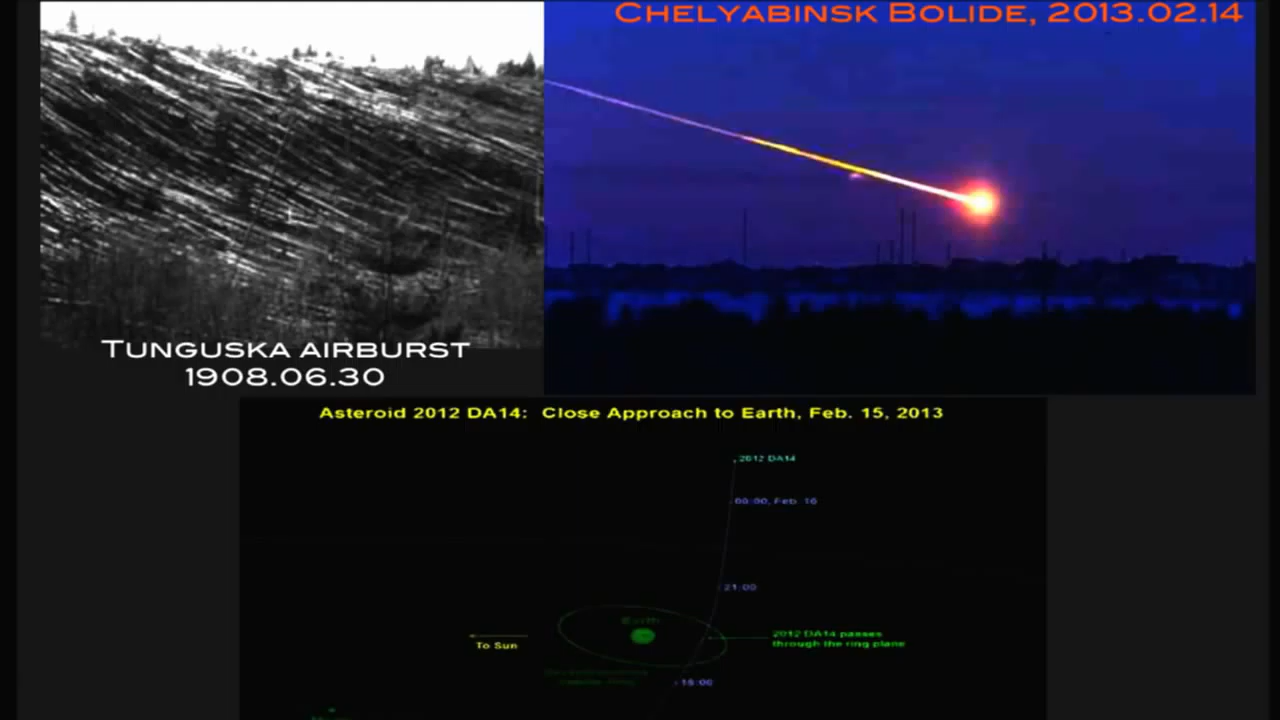 CHELYABINSK BOLIDE, 2013.02.14
TUNGUSKA AIRBURST
1908.06.30
Asteroid 2012 DA14: Close Approach to Earth, Feb. 15, 2013
2012 DA14
00:00, Feb 16
21:00
Earth
2012 DA14 passes
through the ring plane
To Sun
18:00